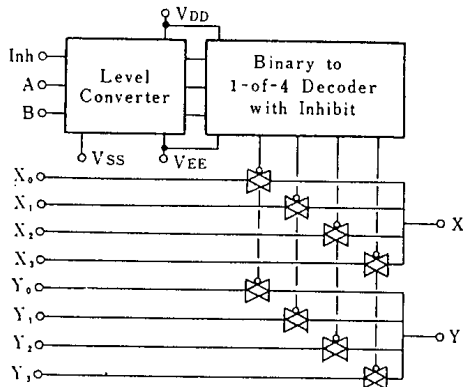 VDD
Inh
A
B
Level
Converter
Binary to
1-of-4 Decoder
with Inhibit
VSS
VEE
X₀
X₁
X₂
X₃
X
Y₀
Y₁
Y₂
Y₃
Y